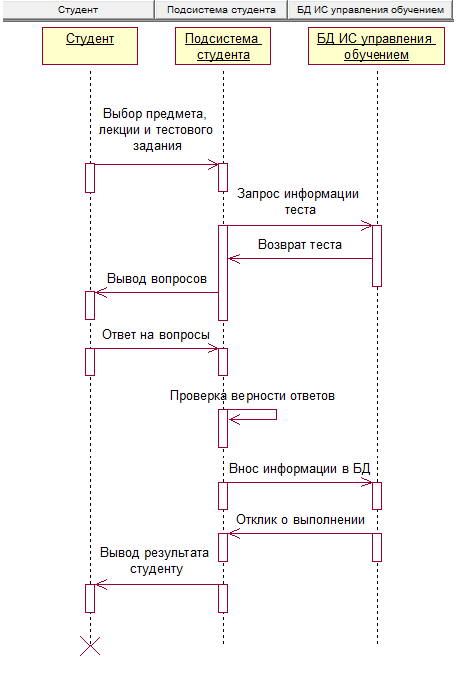 Студент
Подсистема студента
БД ИС управления обучением
Студент
Подсистема
студента
БД ИС управления
обучением
Выбор предмета,
лекции и тестового
задания
Запрос информации
теста
Возврат теста
Вывод вопросов
Ответ на вопросы
Проверка верности ответов
Внос информации в БД
Отклик о выполнении
Вывод результата
студенту